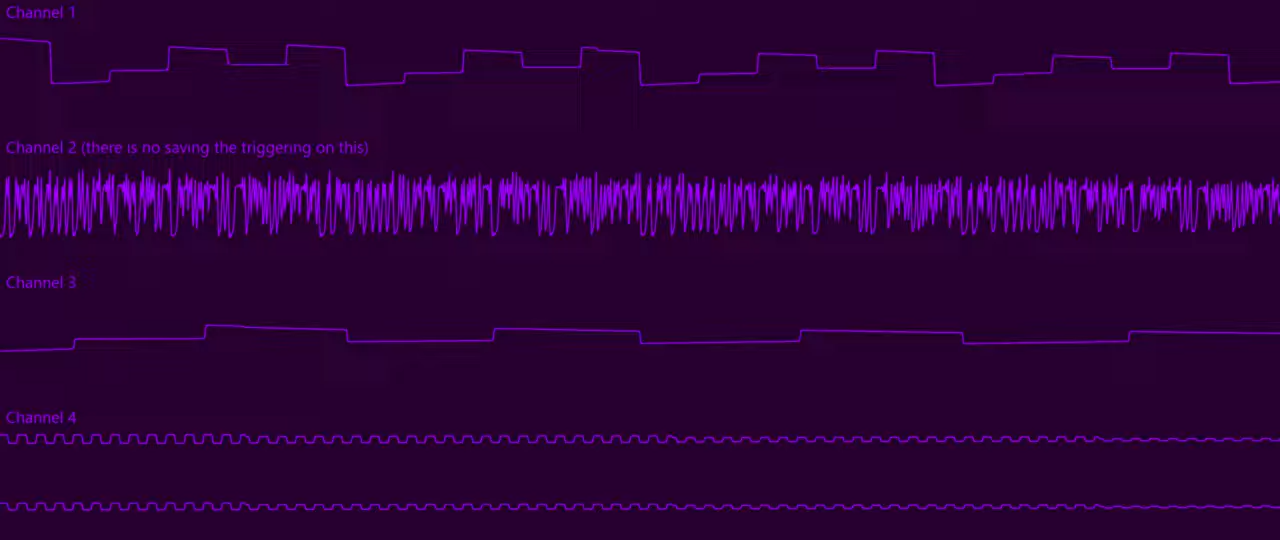 Channel 1
Channel 2 (there is no saving the triggering on this)
Channel 3
Channel 4